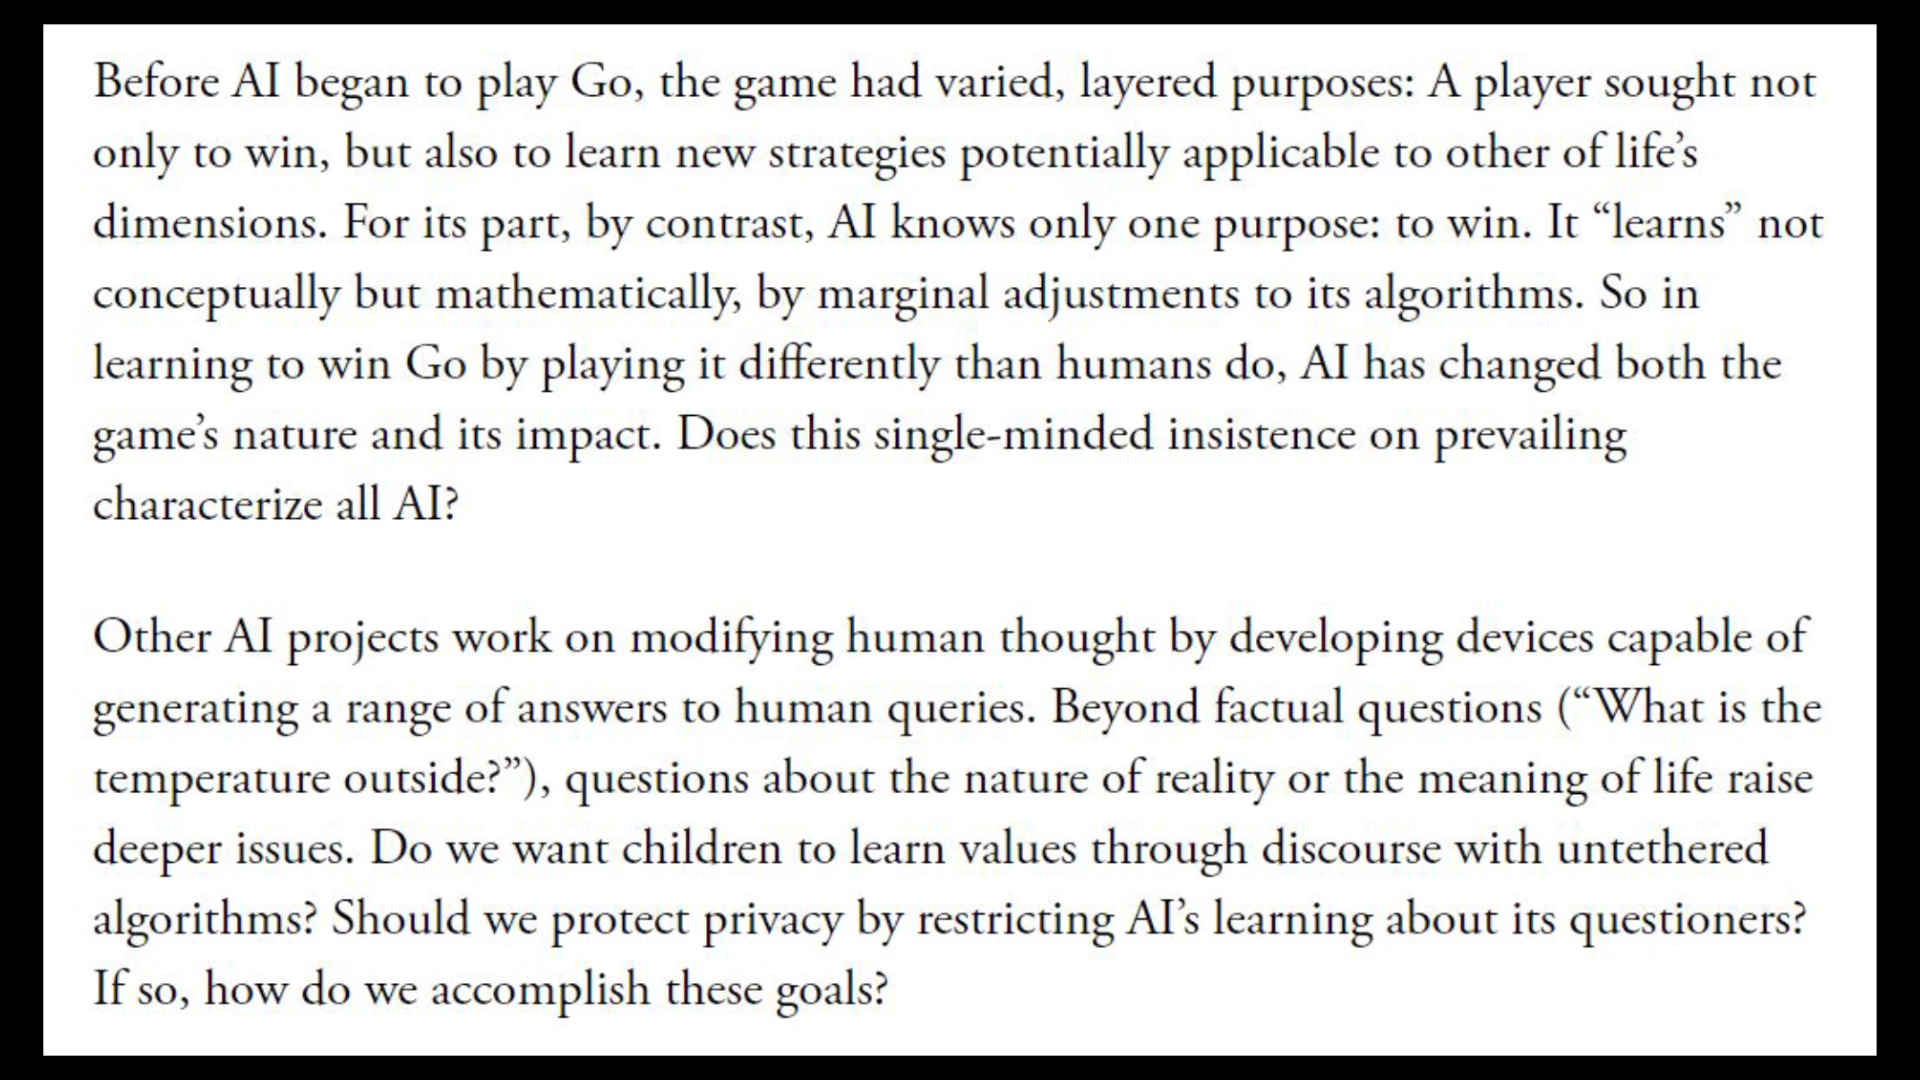 Before AI began to play Go, the game had varied, layered purposes: A player sought not
only to win, but also to learn new strategies potentially applicable to other of life’s
dimensions. For its part, by contrast, AI knows only one purpose: to win. It “learns” not
conceptually but mathematically, by marginal adjustments to its algorithms. So in
learning to win Go by playing it differently than humans do, AI has changed both the
game’s nature and its impact. Does this single-minded insistence on prevailing
characterize all AI?
Other AI projects work on modifying human thought by developing devices capable of
generating a range of answers to human queries. Beyond factual questions (“What is the
temperature outside?”), questions about the nature of reality or the meaning of life raise
deeper issues. Do we want children to learn values through discourse with untethered
algorithms? Should we protect privacy by restricting AI’s learning about its questioners?
If so, how do we accomplish these goals?